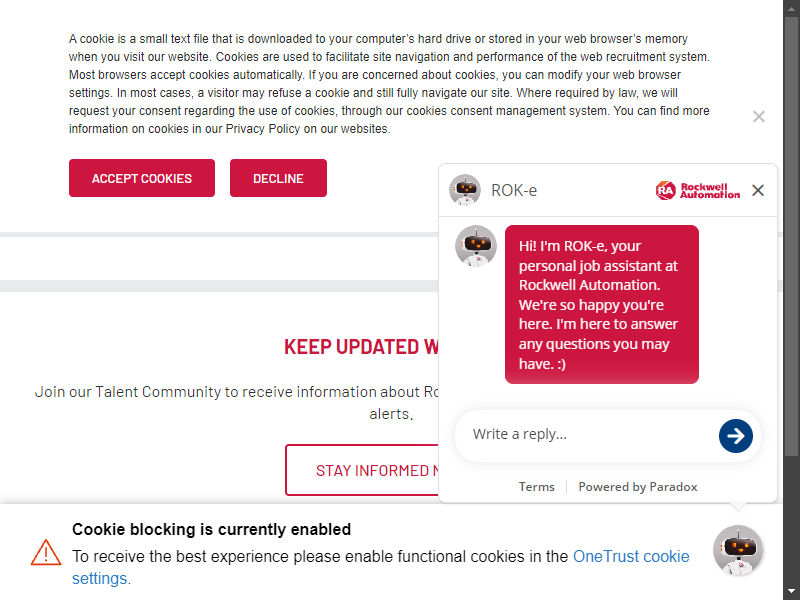 A cookie is a small text file that is downloaded to your computer's hard drive or stored in your web browser's memory
when you visit our website. Cookies are used to facilitate site navigation and performance of the web recruitment system.
Most browsers accept cookies automatically. If you are concerned about cookies, you can modify your web browser
settings. In most cases, a visitor may refuse a cookie and still fully navigate our site. Where required by law, we will
request your consent regarding the use of cookies, through our cookies consent management system. You can find more
information on cookies in our Privacy Policy on our websites.
ACCEPT COOKIES
DECLINE
ROK-e
RA Rockwell
Automation
Hi! I'm ROK-e, your
personal job assistant at
Rockwell Automation.
We're so happy you're
here. I'm here to answer
any questions you may
have. :)
Write a reply...
Terms
Powered by Paradox
KEEP UPDATED
Join our Talent Community to receive information about
alerts.
STAY INFORMED
Cookie blocking is currently enabled
To receive the best experience please enable functional cookies in the OneTrust cookie
settings.